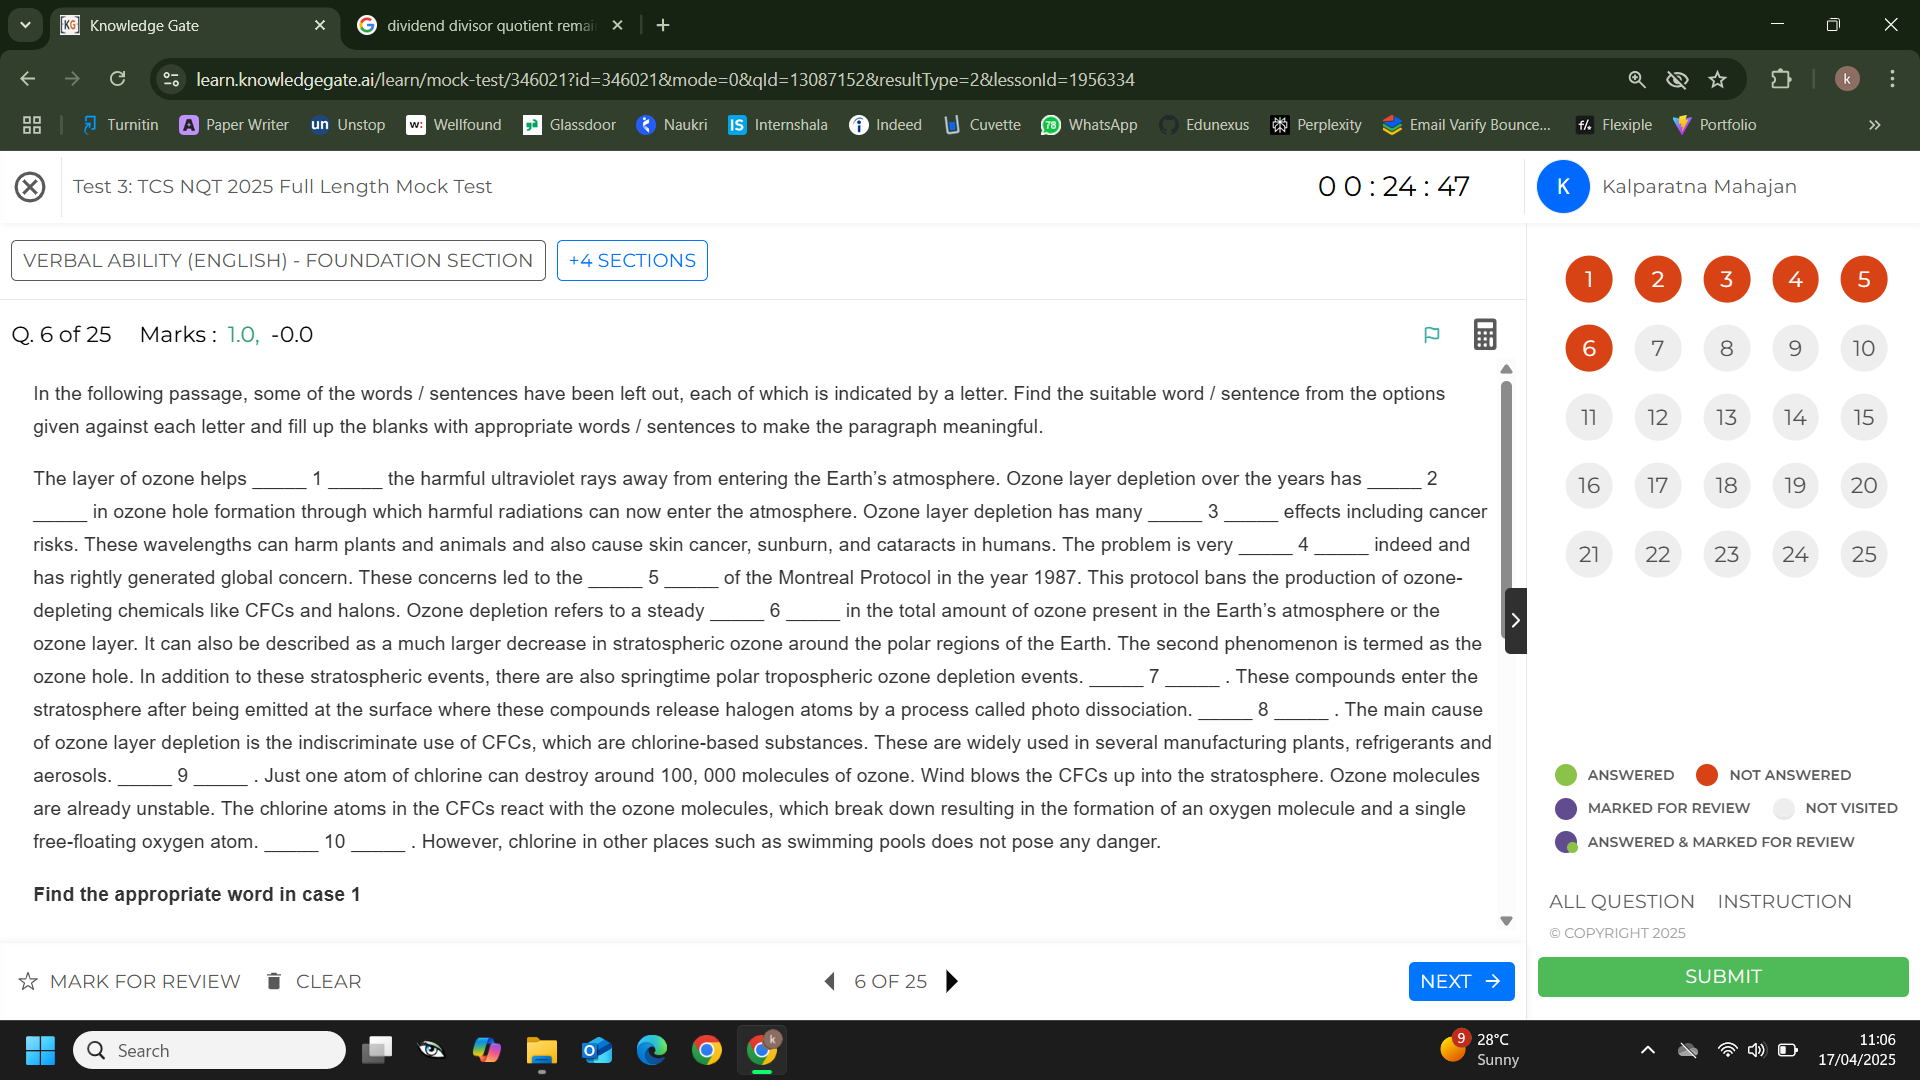 Knowledge Gate
dividend divisor quotient remai
learn.knowledgegate.ai/learn/mock-test/346021?id=346021&mode=0&qId=13087152&resultType=2&lessonId=1956334
k
Turnitin
A Paper Writer
un Unstop
w: Wellfound
Glassdoor
Naukri
IS Internshala
Indeed
Cuvette
78 WhatsApp
Edunexus
Perplexity
Email Varify Bounce...
f/. Flexiple
Portfolio
»
Test 3: TCS NQT 2025 Full Length Mock Test
00:24:47
K Kalparatna Mahajan
VERBAL ABILITY (ENGLISH) - FOUNDATION SECTION
+4 SECTIONS
Q. 6 of 25 Marks : 1.0, -0.0
In the following passage, some of the words / sentences have been left out, each of which is indicated by a letter. Find the suitable word / sentence from the options
given against each letter and fill up the blanks with appropriate words / sentences to make the paragraph meaningful.
The layer of ozone helps _____ 1 _____ the harmful ultraviolet rays away from entering the Earth's atmosphere. Ozone layer depletion over the years has _____ 2
_____ in ozone hole formation through which harmful radiations can now enter the atmosphere. Ozone layer depletion has many _____ 3 _____ effects including cancer
risks. These wavelengths can harm plants and animals and also cause skin cancer, sunburn, and cataracts in humans. The problem is very _____ 4 _____ indeed and
has rightly generated global concern. These concerns led to the _____ 5 _____ of the Montreal Protocol in the year 1987. This protocol bans the production of ozone-
depleting chemicals like CFCs and halons. Ozone depletion refers to a steady _____ 6 _____ in the total amount of ozone present in the Earth's atmosphere or the
ozone layer. It can also be described as a much larger decrease in stratospheric ozone around the polar regions of the Earth. The second phenomenon is termed as the
ozone hole. In addition to these stratospheric events, there are also springtime polar tropospheric ozone depletion events. _____ 7 _____ . These compounds enter the
stratosphere after being emitted at the surface where these compounds release halogen atoms by a process called photo dissociation. _____ 8 _____ . The main cause
of ozone layer depletion is the indiscriminate use of CFCs, which are chlorine-based substances. These are widely used in several manufacturing plants, refrigerants and
aerosols. _____ 9 _____ . Just one atom of chlorine can destroy around 100, 000 molecules of ozone. Wind blows the CFCs up into the stratosphere. Ozone molecules
are already unstable. The chlorine atoms in the CFCs react with the ozone molecules, which break down resulting in the formation of an oxygen molecule and a single
free-floating oxygen atom. _____ 10 _____ . However, chlorine in other places such as swimming pools does not pose any danger.
Find the appropriate word in case 1
MARK FOR REVIEW
CLEAR
6 OF 25
NEXT
1 2 3 4 5
6 7 8 9 10
11 12 13 14 15
16 17 18 19 20
21 22 23 24 25
ANSWERED NOT ANSWERED
MARKED FOR REVIEW NOT VISITED
ANSWERED & MARKED FOR REVIEW
ALL QUESTION INSTRUCTION
© COPYRIGHT 2025
SUBMIT
Search
9
28°C
Sunny
11:06
17/04/2025